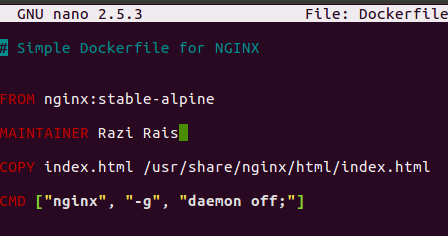 GNU nano 2.5.3 File: Dockerfile
# Simple Dockerfile for NGINX
FROM nginx:stable-alpine
MAINTAINER Razi Rais
COPY index.html /usr/share/nginx/html/index.html
CMD ["nginx", "-g", "daemon off;"]